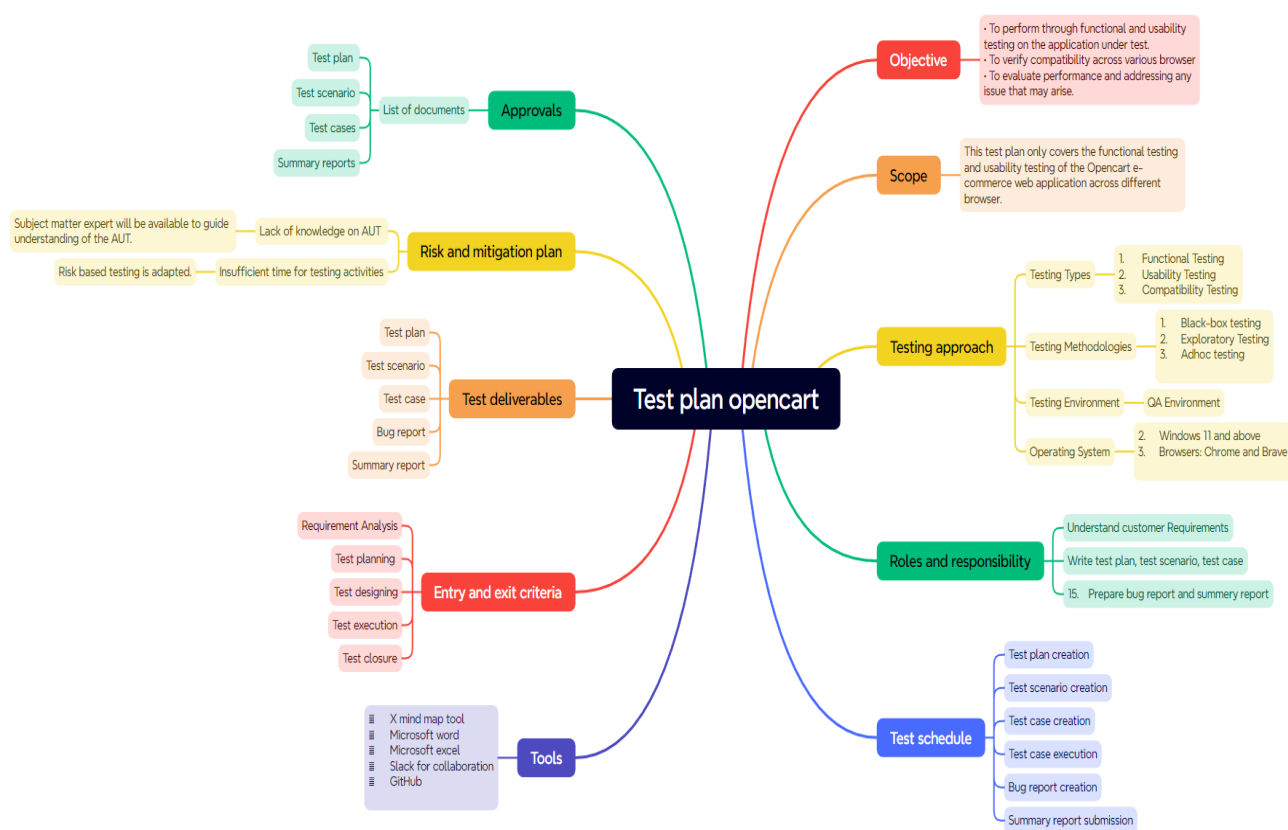 Test plan opencart
Objective
• To perform through functional and usability
testing on the application under test.
• To verify compatibility across various browser
• To evaluate performance and addressing any
issue that may arise.
Scope
This test plan only covers the functional testing
and usability testing of the Opencart e-
commerce web application across different
browser.
Testing approach
Testing Types
1. Functional Testing
2. Usability Testing
3. Compatibility Testing
Testing Methodologies
1. Black-box testing
2. Exploratory Testing
3. Adhoc testing
Testing Environment
QA Environment
Operating System
2. Windows 11 and above
3. Browsers: Chrome and Brave
Roles and responsibility
Understand customer Requirements
Write test plan, test scenario, test case
15. Prepare bug report and summery report
Test schedule
Test plan creation
Test scenario creation
Test case creation
Test case execution
Bug report creation
Summary report submission
Approvals
List of documents
Test plan
Test scenario
Test cases
Summary reports
Risk and mitigation plan
Lack of knowledge on AUT
Subject matter expert will be available to guide
understanding of the AUT.
Insufficient time for testing activities
Risk based testing is adapted.
Test deliverables
Test plan
Test scenario
Test case
Bug report
Summary report
Entry and exit criteria
Requirement Analysis
Test planning
Test designing
Test execution
Test closure
Tools
X mind map tool
Microsoft word
Microsoft excel
Slack for collaboration
GitHub